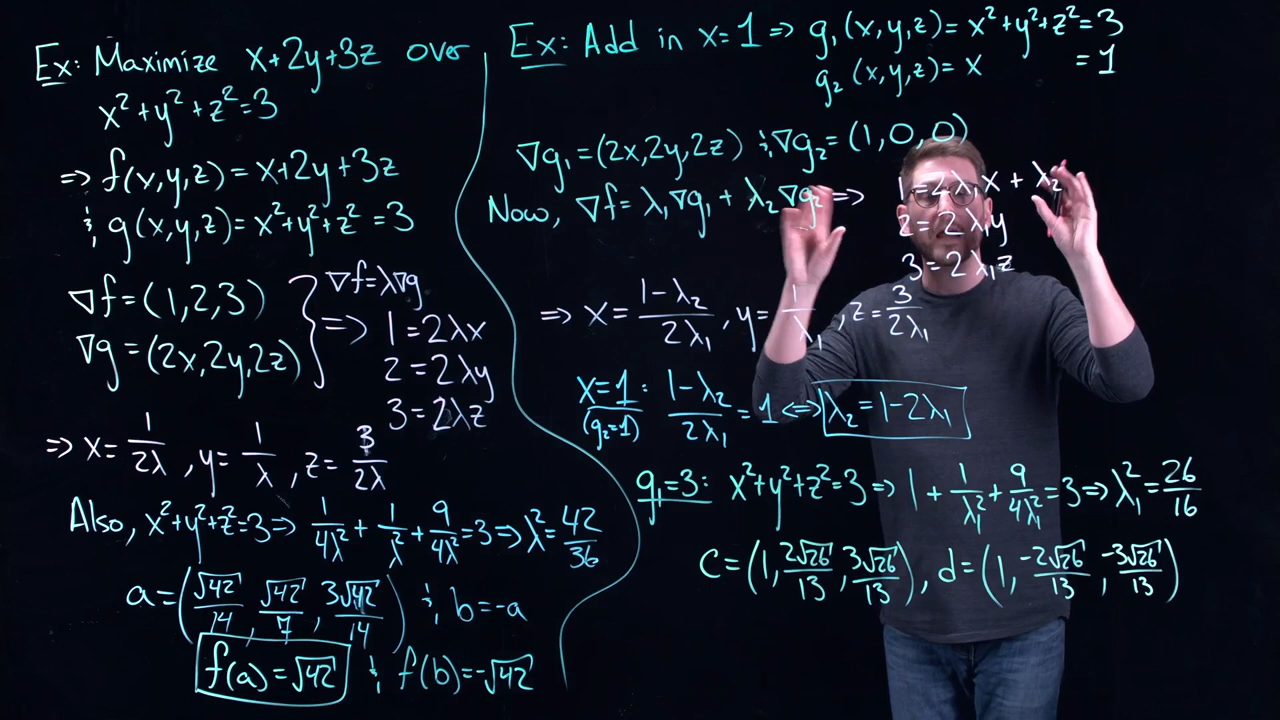 Ex: Maximize x+2y+3z over
x²+y²+z²=3
⇒ f(x,y,z)=x+2y+3z
& g(x,y,z)=x²+y²+z²=3
∇f=(1,2,3)
∇g=(2x,2y,2z)
∇f=λ∇g
⇒ 1=2λx
2=2λy
3=2λz
⇒ x=1/2λ, y=1/λ, z=3/2λ
Also, x²+y²+z²=3⇒ 1/4λ²+1/λ²+9/4λ²=3⇒λ²=42/36
a=(√42/14, √42/7, 3√42/14) & b=-a
f(a)=√42 & f(b)=-√42
Ex: Add in x=1 ⇒ g₁(x,y,z)=x²+y²+z²=3
g₂(x,y,z)=x =1
∇g₁=(2x,2y,2z) & ∇g₂=(1,0,0)
Now, ∇f=λ₁∇g₁+λ₂∇g₂ ⇒ 1=2λ₁x+λ₂
2=2λ₁y
3=2λ₁z
⇒ x=1-λ₂/2λ₁, y=1/λ₁, z=3/2λ₁
x=1: 1-λ₂/2λ₁=1 ⇔ λ₂=1-2λ₁
(g₂=1)
g₁=3: x²+y²+z²=3⇒ 1+1/λ₁²+9/4λ₁²=3⇒λ₁²=26/16
c=(1, 2√26/13, 3√26/13), d=(1, -2√26/13, -3√26/13)